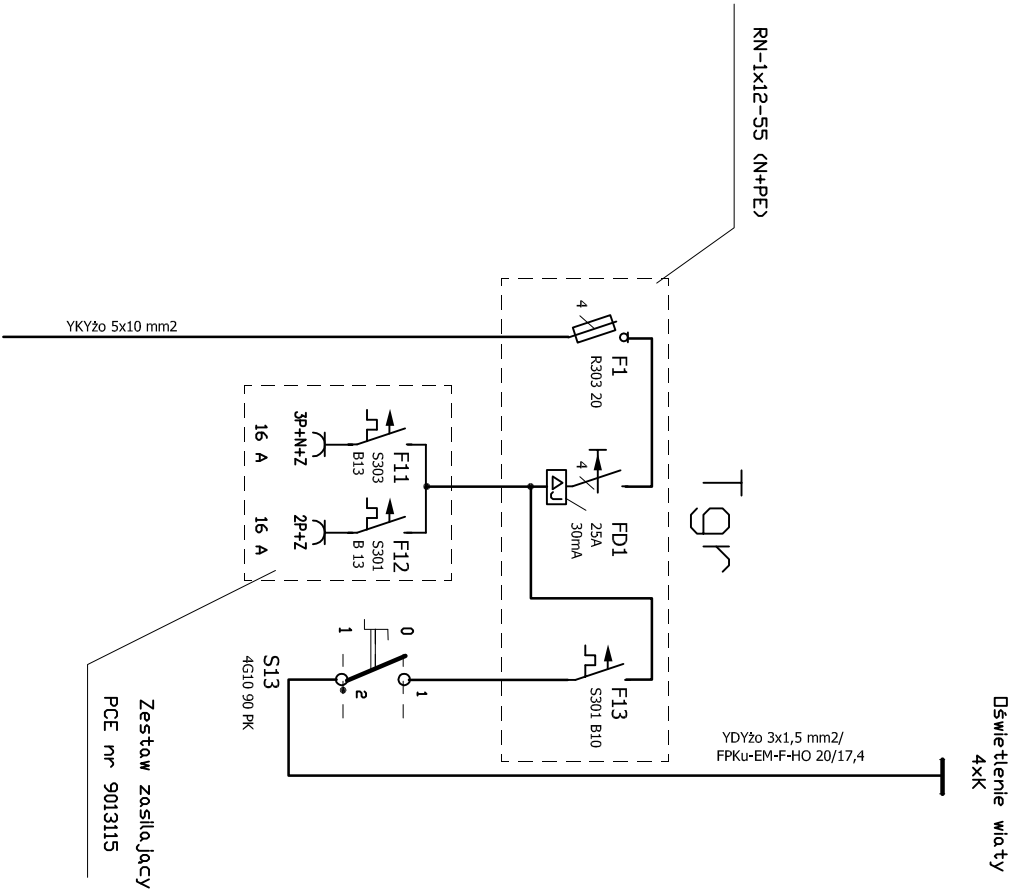 RN-1x12-55 (N+PE)
YKYżo 5x10 mm2
4
F1
R303 20
4
FD1
25A
30mA
ΔJ
Tgr
F13
S301 B10
F11
S303
B13
3P+N+Z
16 A
F12
S301
B 13
2P+Z
16 A
0
1
1
2
S13
4G10 90 PK
Zestaw zasilający
PCE nr 9013115
YDYżo 3x1,5 mm2/
FPKu-EM-F-HO 20/17,4
Oświetlenie wiaty
4xK